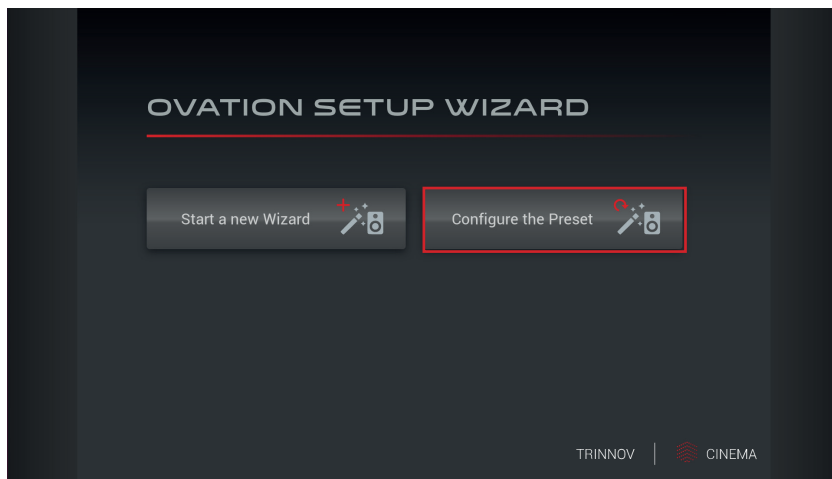 OVATION SETUP WIZARD
Start a new Wizard
Configure the Preset
TRINNOV | CINEMA